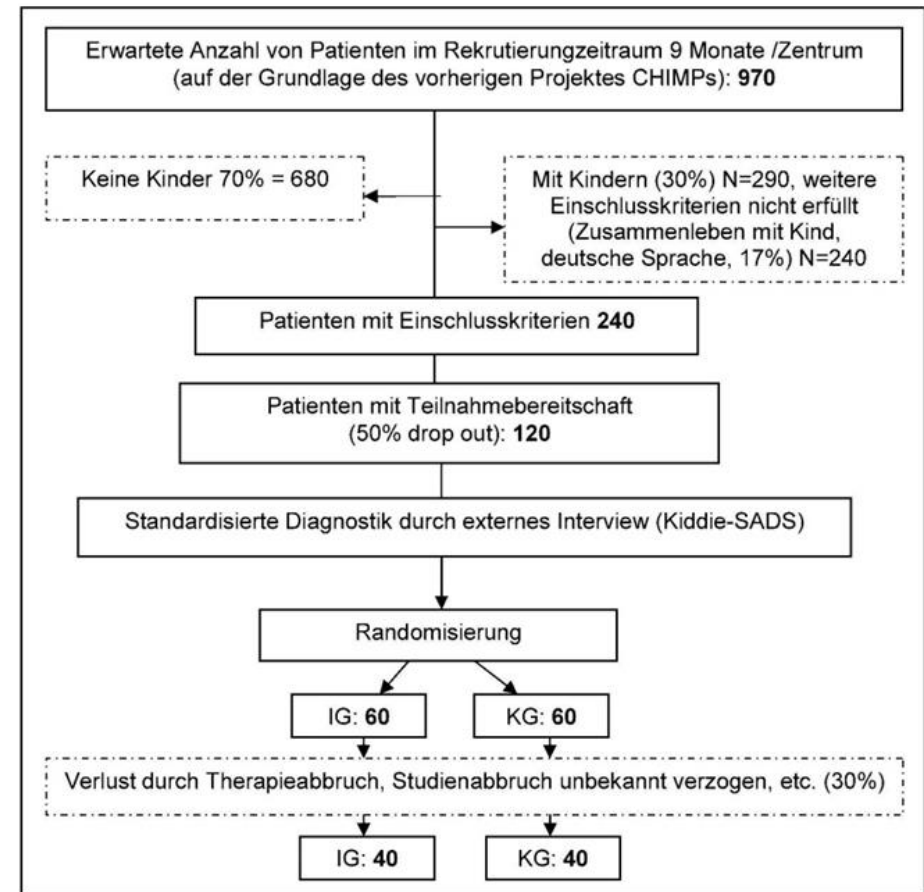 Erwartete Anzahl von Patienten im Rekrutierungzeitraum 9 Monate /Zentrum
(auf der Grundlage des vorherigen Projektes CHIMPs): 970
Keine Kinder 70% = 680
Mit Kindern (30%) N=290, weitere
Einschlusskriterien nicht erfüllt
(Zusammenleben mit Kind,
deutsche Sprache, 17%) N=240
Patienten mit Einschlusskriterien 240
Patienten mit Teilnahmebereitschaft
(50% drop out): 120
Standardisierte Diagnostik durch externes Interview (Kiddie-SADS)
Randomisierung
IG: 60
KG: 60
Verlust durch Therapieabbruch, Studienabbruch unbekannt verzogen, etc. (30%)
IG: 40
KG: 40